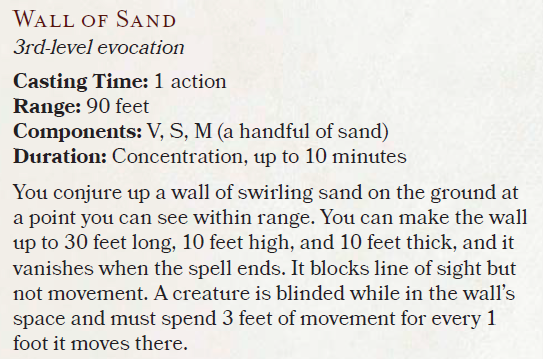 WALL OF SAND
3rd-level evocation
Casting Time: 1 action
Range: 90 feet
Components: V, S, M (a handful of sand)
Duration: Concentration, up to 10 minutes
You conjure up a wall of swirling sand on the ground at
a point you can see within range. You can make the wall
up to 30 feet long, 10 feet high, and 10 feet thick, and it
vanishes when the spell ends. It blocks line of sight but
not movement. A creature is blinded while in the wall's
space and must spend 3 feet of movement for every 1
foot it moves there.